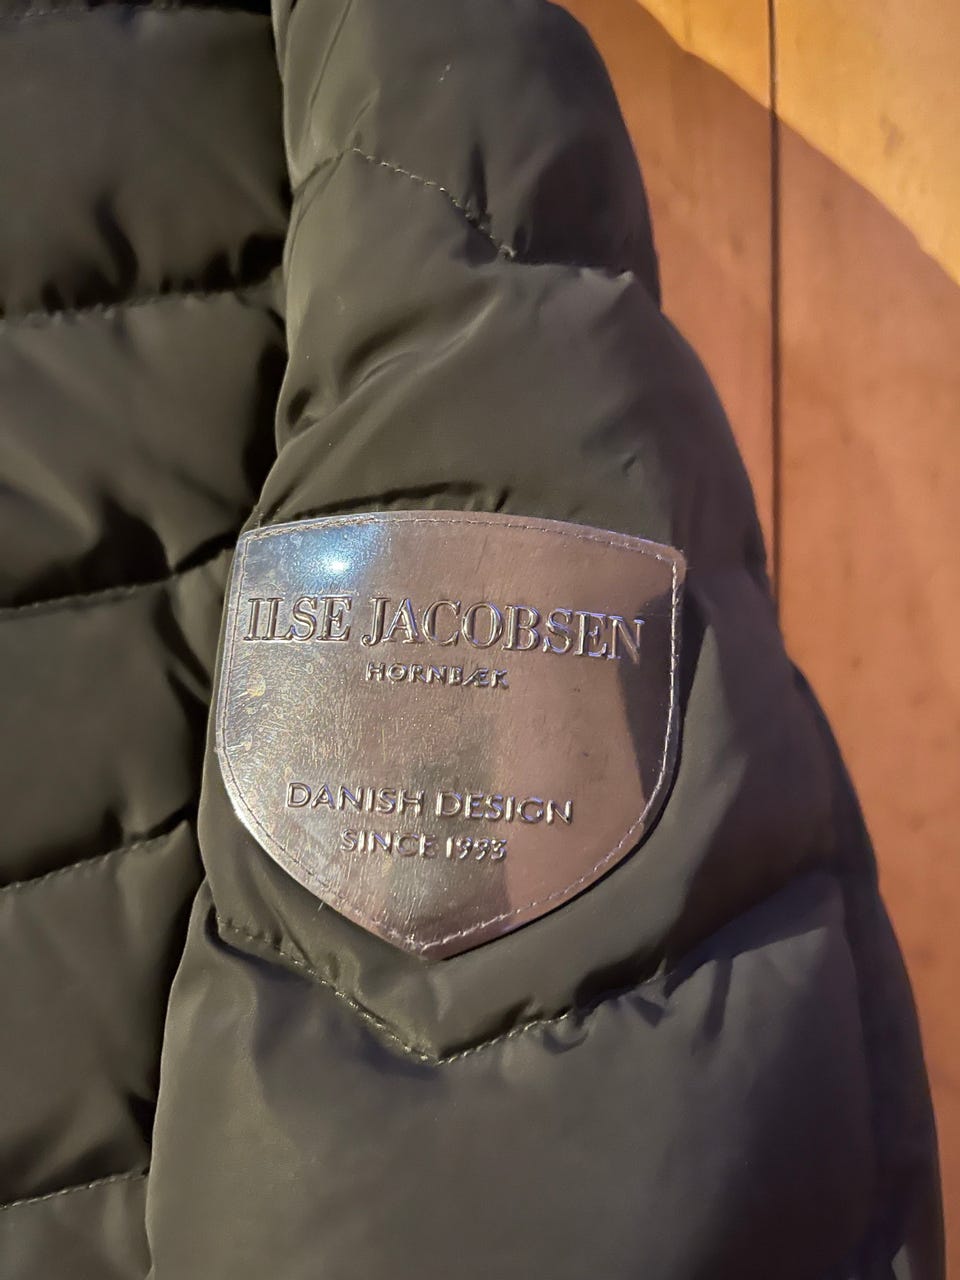 ILSE JACOBSEN
HORNBÆK
DANISH DESIGN
SINCE 1993